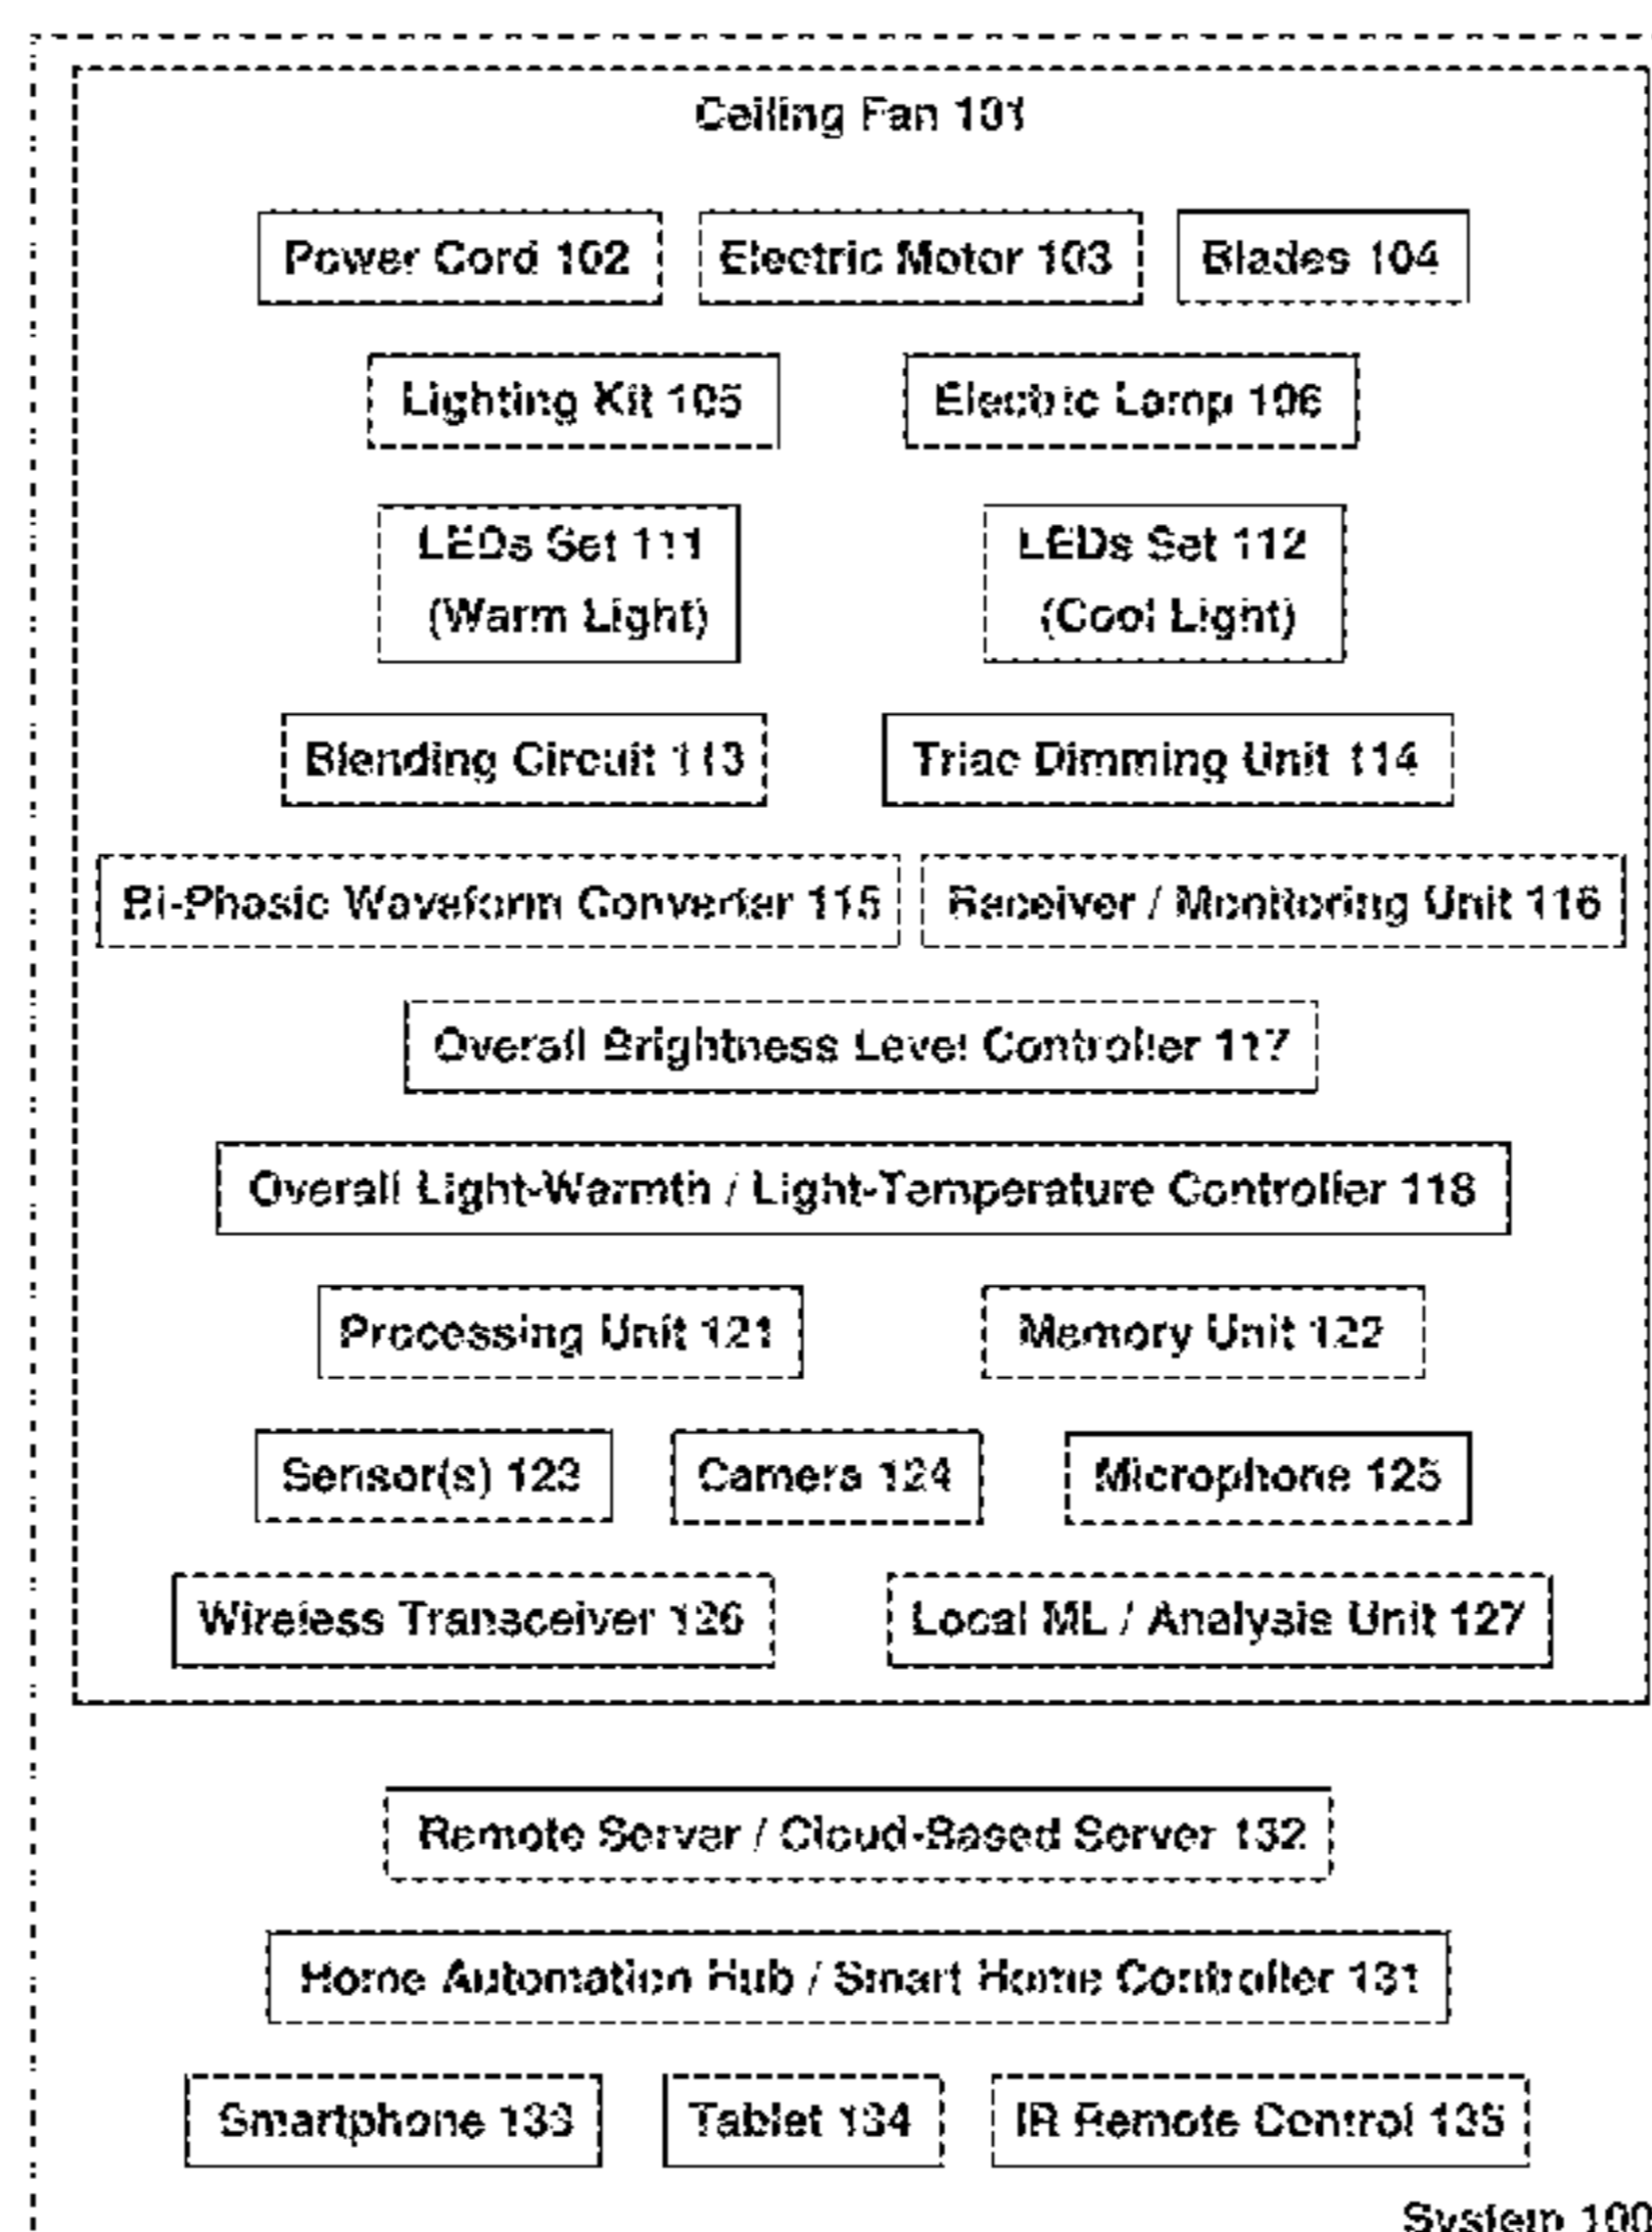 Ceiling Fan 101
Power Cord 102 Electric Motor 103 Blades 104
Lighting Kit 105 Electric Lamp 106
LEDs Set 111 LEDs Set 112
(Warm Light) (Cool Light)
Blending Circuit 113 Triac Dimming Unit 114
Bi-Phasic Waveform Converter 115 Receiver / Monitoring Unit 116
Overall Brightness Level Controller 117
Overall Light-Warmth / Light-Temperature Controller 118
Processing Unit 121 Memory Unit 122
Sensor(s) 123 Camera 124 Microphone 125
Wireless Transceiver 126 Local ML / Analysis Unit 127
Remote Server / Cloud-Based Server 132
Home Automation Hub / Smart Home Controller 131
Smartphone 133 Tablet 134 IR Remote Control 135
System 100